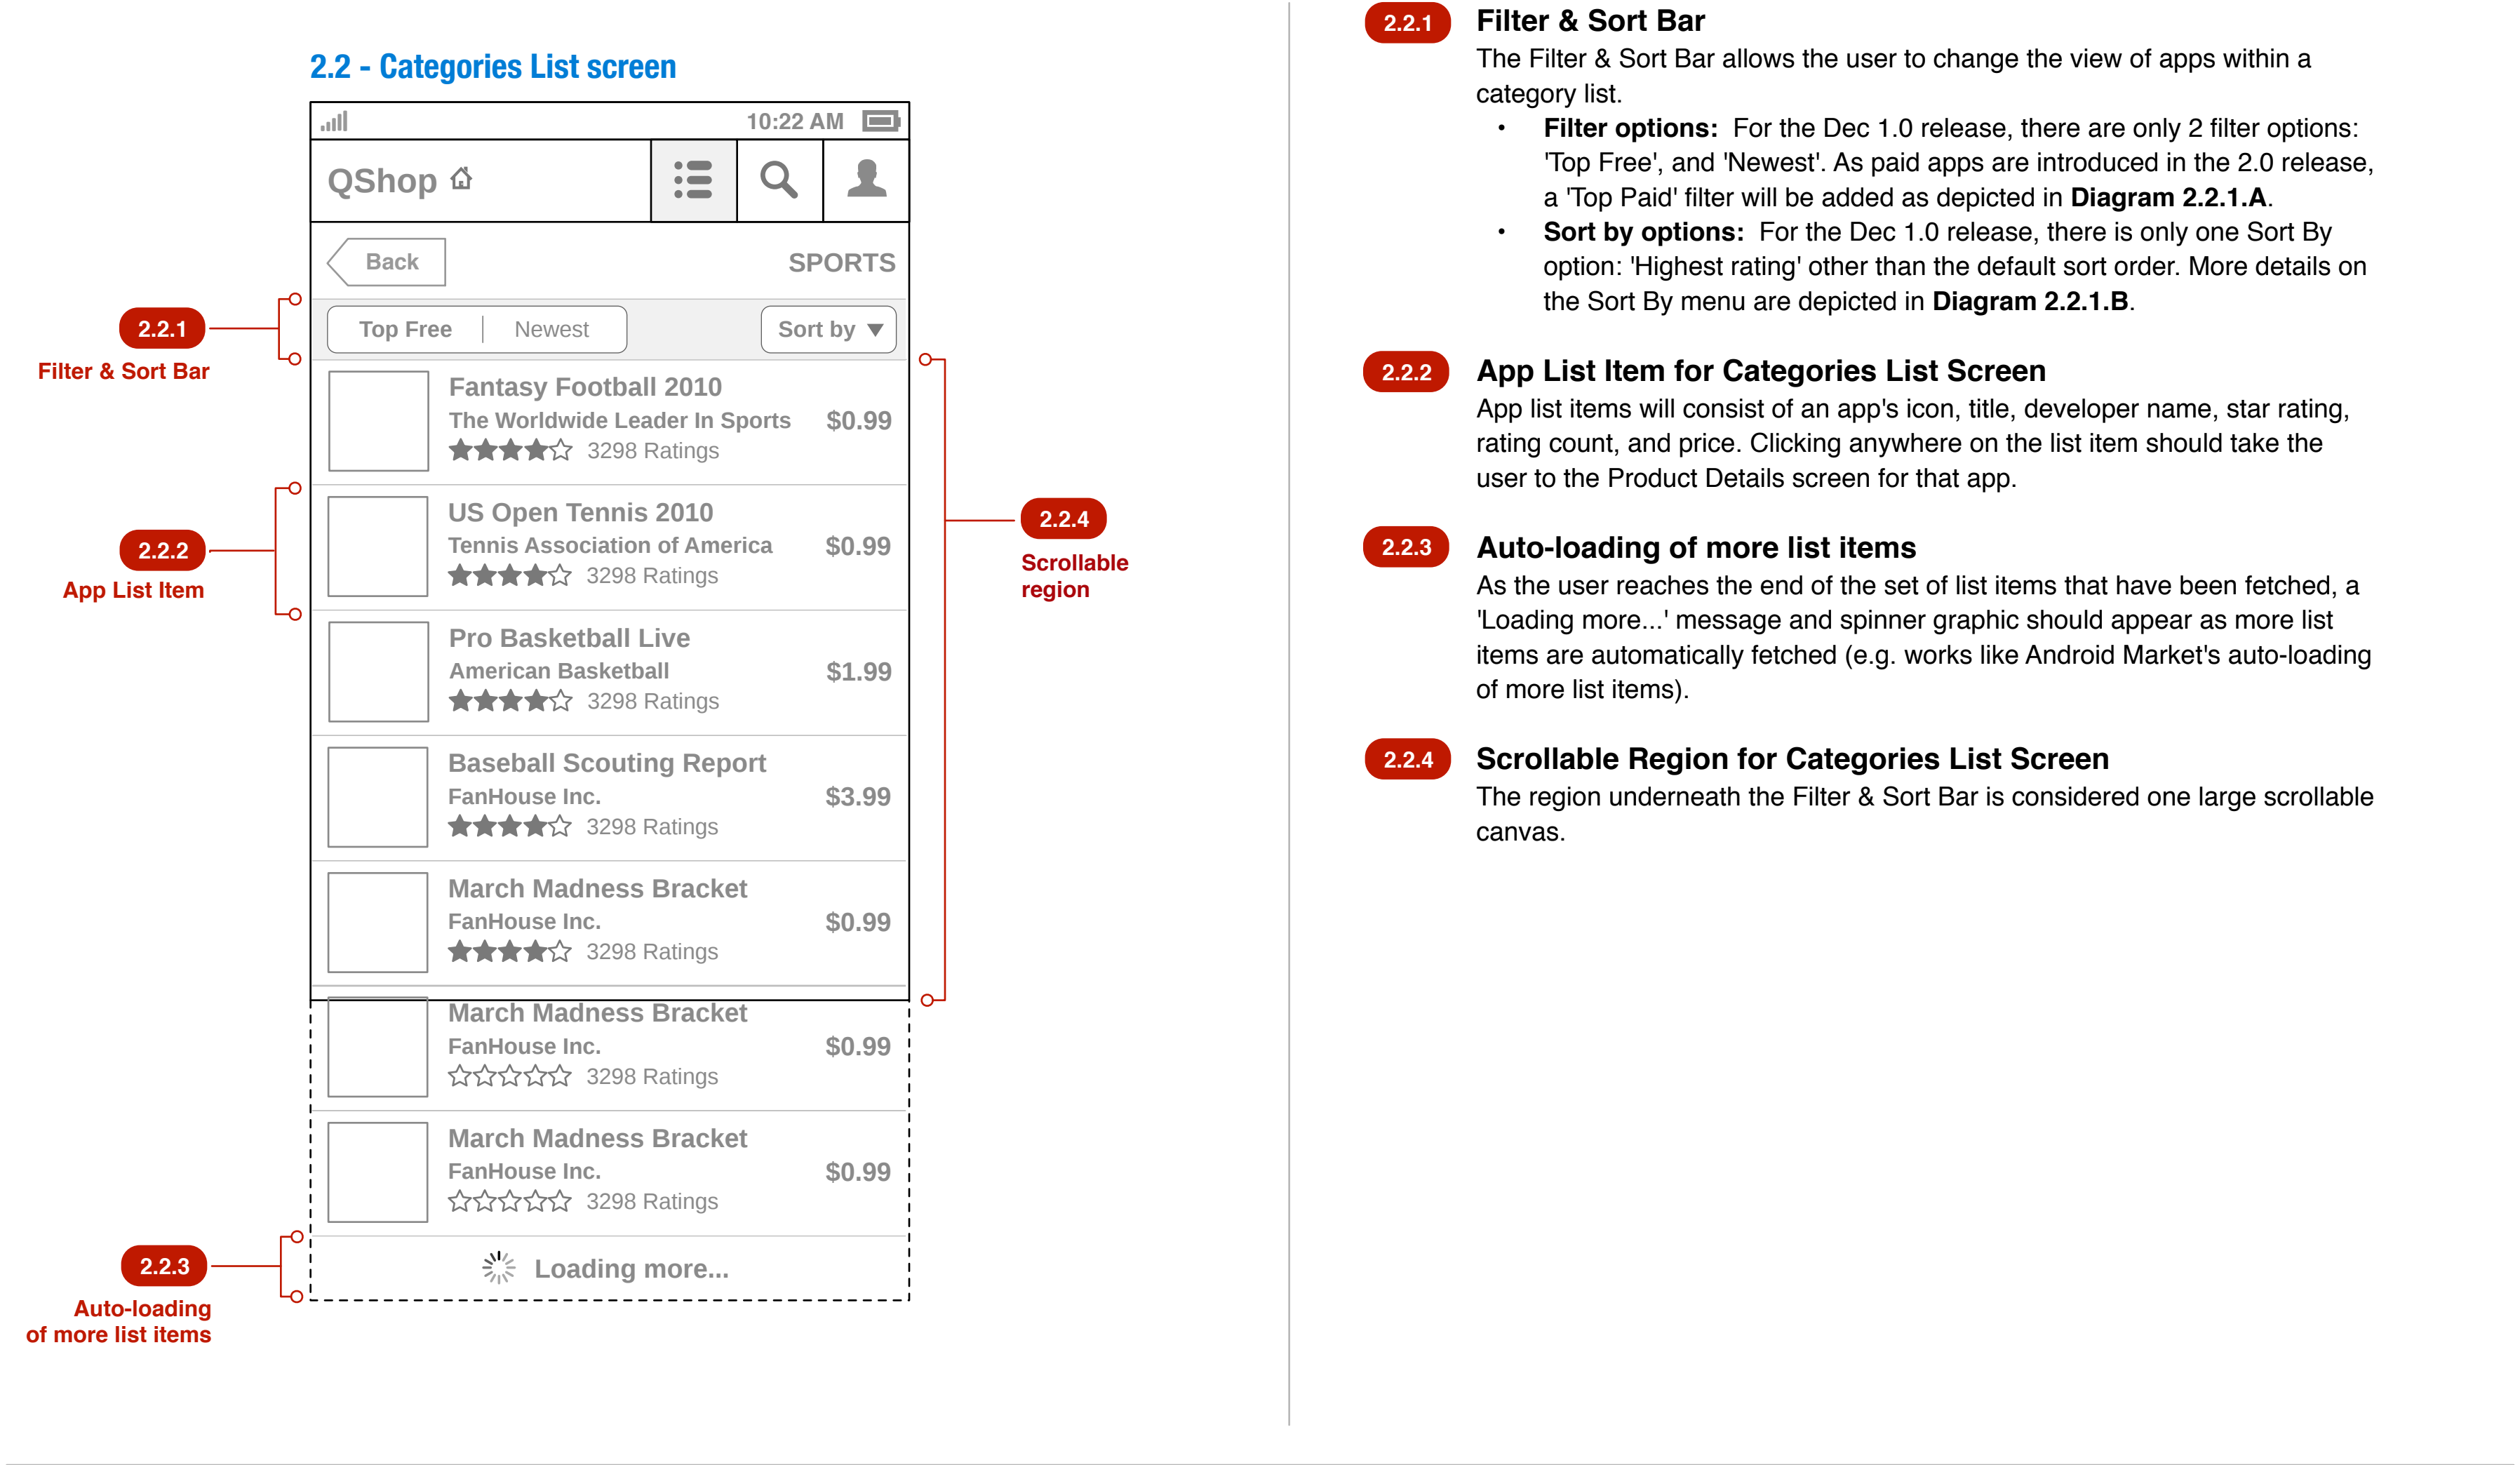 2.2 - Categories List screen
10:22 AM
QShop
Back
SPORTS
Top Free
Newest
Sort by
2.2.1
Filter & Sort Bar
Fantasy Football 2010
The Worldwide Leader In Sports
$0.99
3298 Ratings
US Open Tennis 2010
Tennis Association of America
$0.99
3298 Ratings
2.2.2
App List Item
2.2.4
Scrollable
region
Pro Basketball Live
American Basketball
$1.99
3298 Ratings
Baseball Scouting Report
FanHouse Inc.
$3.99
3298 Ratings
March Madness Bracket
FanHouse Inc.
$0.99
3298 Ratings
March Madness Bracket
FanHouse Inc.
$0.99
3298 Ratings
March Madness Bracket
FanHouse Inc.
$0.99
3298 Ratings
Loading more...
2.2.3
Auto-loading
of more list items
2.2.1 Filter & Sort Bar
The Filter & Sort Bar allows the user to change the view of apps within a
category list.
• Filter options: For the Dec 1.0 release, there are only 2 filter options:
'Top Free', and 'Newest'. As paid apps are introduced in the 2.0 release,
a 'Top Paid' filter will be added as depicted in Diagram 2.2.1.A.
• Sort by options: For the Dec 1.0 release, there is only one Sort By
option: 'Highest rating' other than the default sort order. More details on
the Sort By menu are depicted in Diagram 2.2.1.B.
2.2.2 App List Item for Categories List Screen
App list items will consist of an app's icon, title, developer name, star rating,
rating count, and price. Clicking anywhere on the list item should take the
user to the Product Details screen for that app.
2.2.3 Auto-loading of more list items
As the user reaches the end of the set of list items that have been fetched, a
'Loading more...' message and spinner graphic should appear as more list
items are automatically fetched (e.g. works like Android Market's auto-loading
of more list items).
2.2.4 Scrollable Region for Categories List Screen
The region underneath the Filter & Sort Bar is considered one large scrollable
canvas.